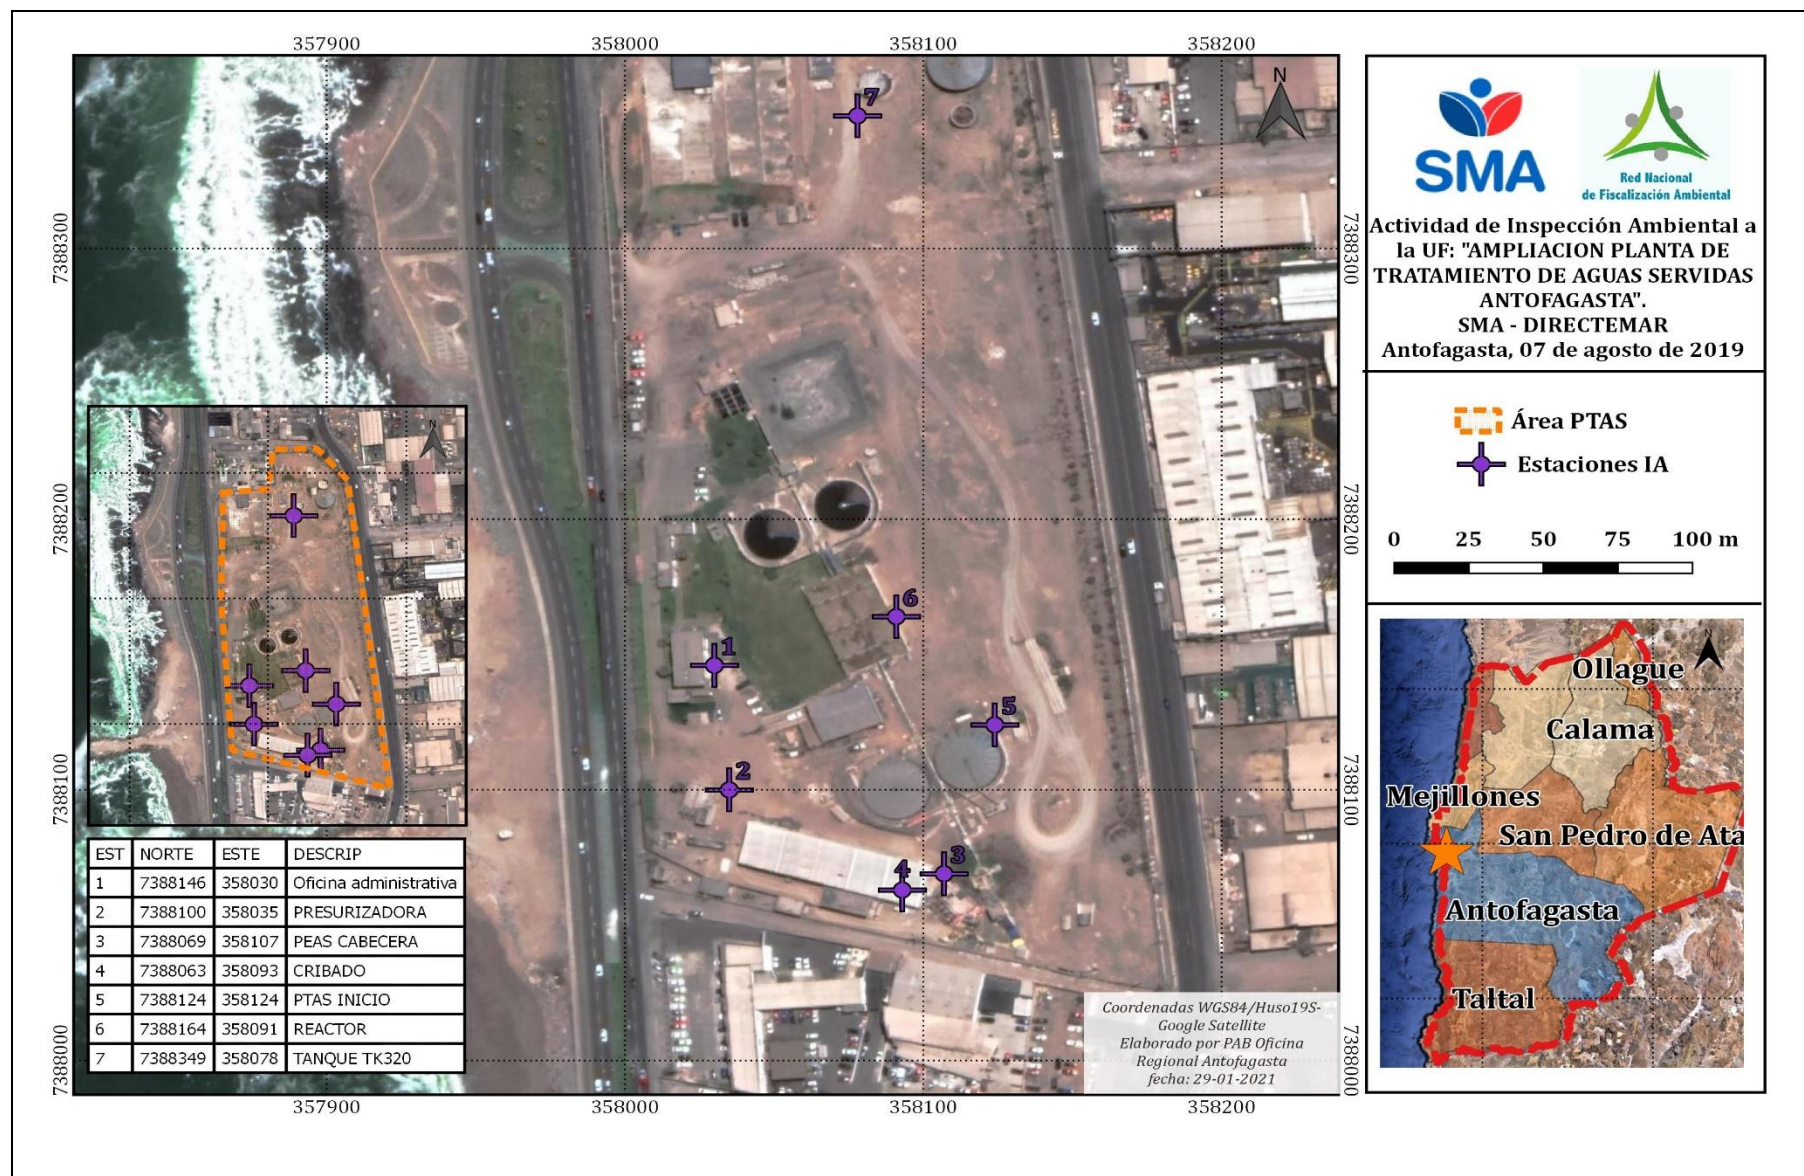 357900 358000 358100 358200
N
7388300
7388300
7388200
7388200
7388100
7388100
7388000
7388000
7
6
1
5
2
3
4
N
EST NORTE ESTE DESCRIP
1 7388146 358030 Oficina administrativa
2 7388100 358035 PRESURIZADORA
3 7388069 358107 PEAS CABECERA
4 7388063 358093 CRIBADO
5 7388124 358124 PTAS INICIO
6 7388164 358091 REACTOR
7 7388349 358078 TANQUE TK320
Coordenadas WGS84/Huso19S-
Google Satellite
Elaborado por PAB Oficina
Regional Antofagasta
fecha: 29-01-2021
357900 358000 358100 358200
SMA
Red Nacional
de Fiscalización Ambiental
Actividad de Inspección Ambiental a
la UF: "AMPLIACION PLANTA DE
TRATAMIENTO DE AGUAS SERVIDAS
ANTOFAGASTA".
SMA - DIRECTEMAR
Antofagasta, 07 de agosto de 2019
Área PTAS
Estaciones IA
0 25 50 75 100 m
N
Ollague
Calama
Mejillones
San Pedro de Ata
Antofagasta
Taltal